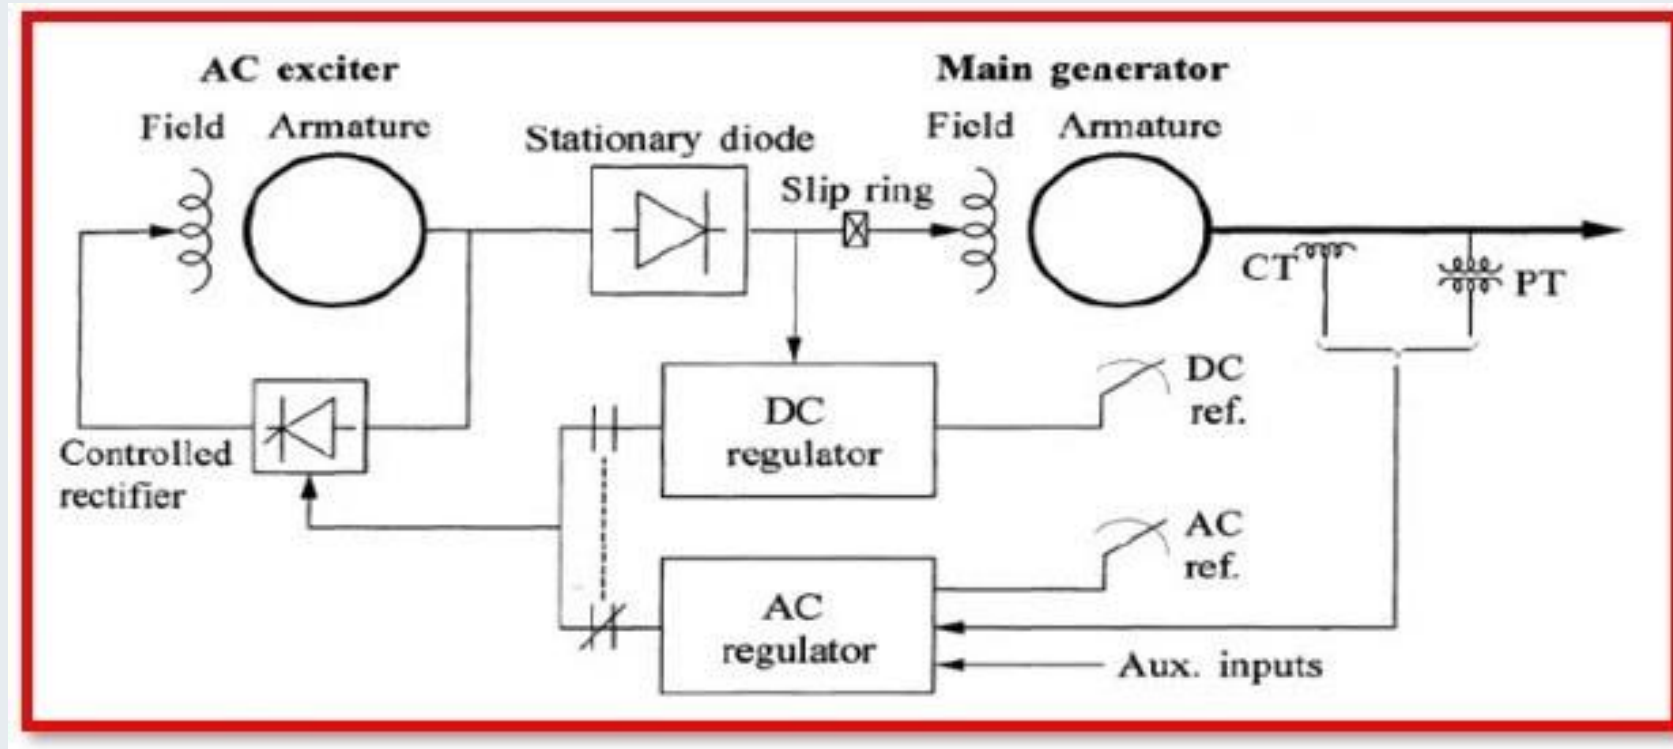 AC exciter
Main generator
Field Armature
Stationary diode
Slip ring
Field Armature
CT
PT
DC
regulator
DC
ref.
Controlled
rectifier
AC
regulator
AC
ref.
Aux. inputs